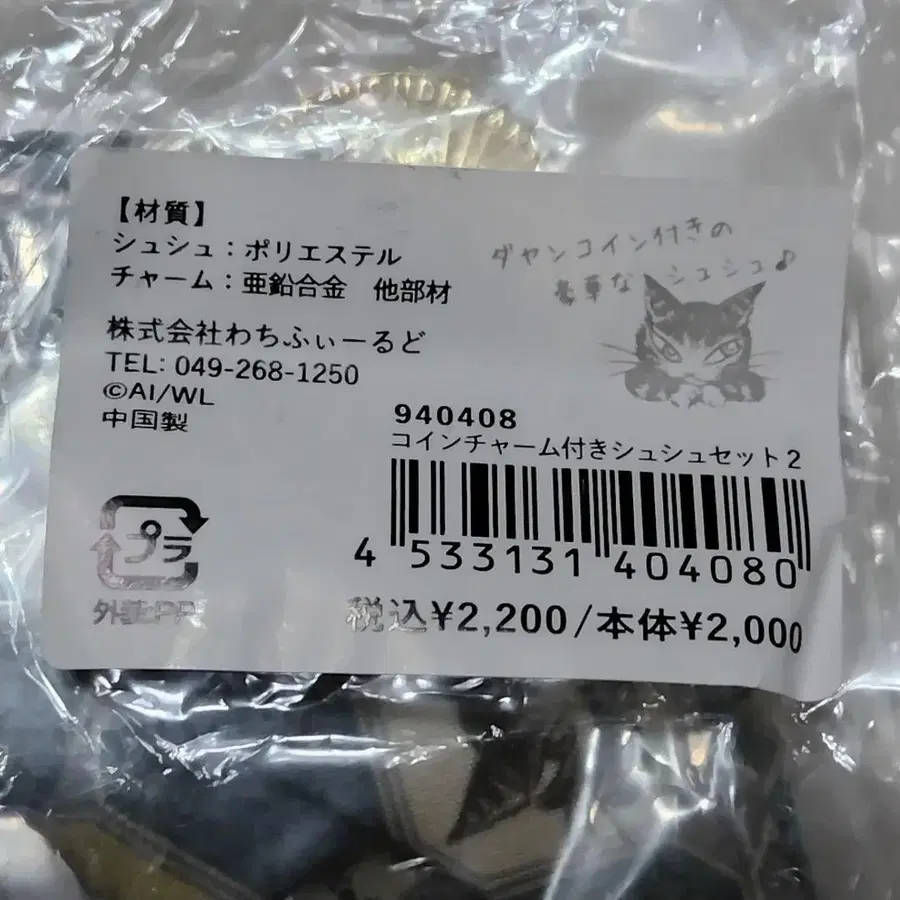 【材質】
シュシュ：ポリエステル
チャーム：亜鉛合金　他部材
株式会社わちふぃーるど
TEL: 049-268-1250
©AI/WL
中国製
ダヤンコイン付きの
豪華なシュシュ♪
940408
コインチャーム付きシュシュセット2
4 533131 404080
プラ
外装:PP
税込¥2,200/本体¥2,000